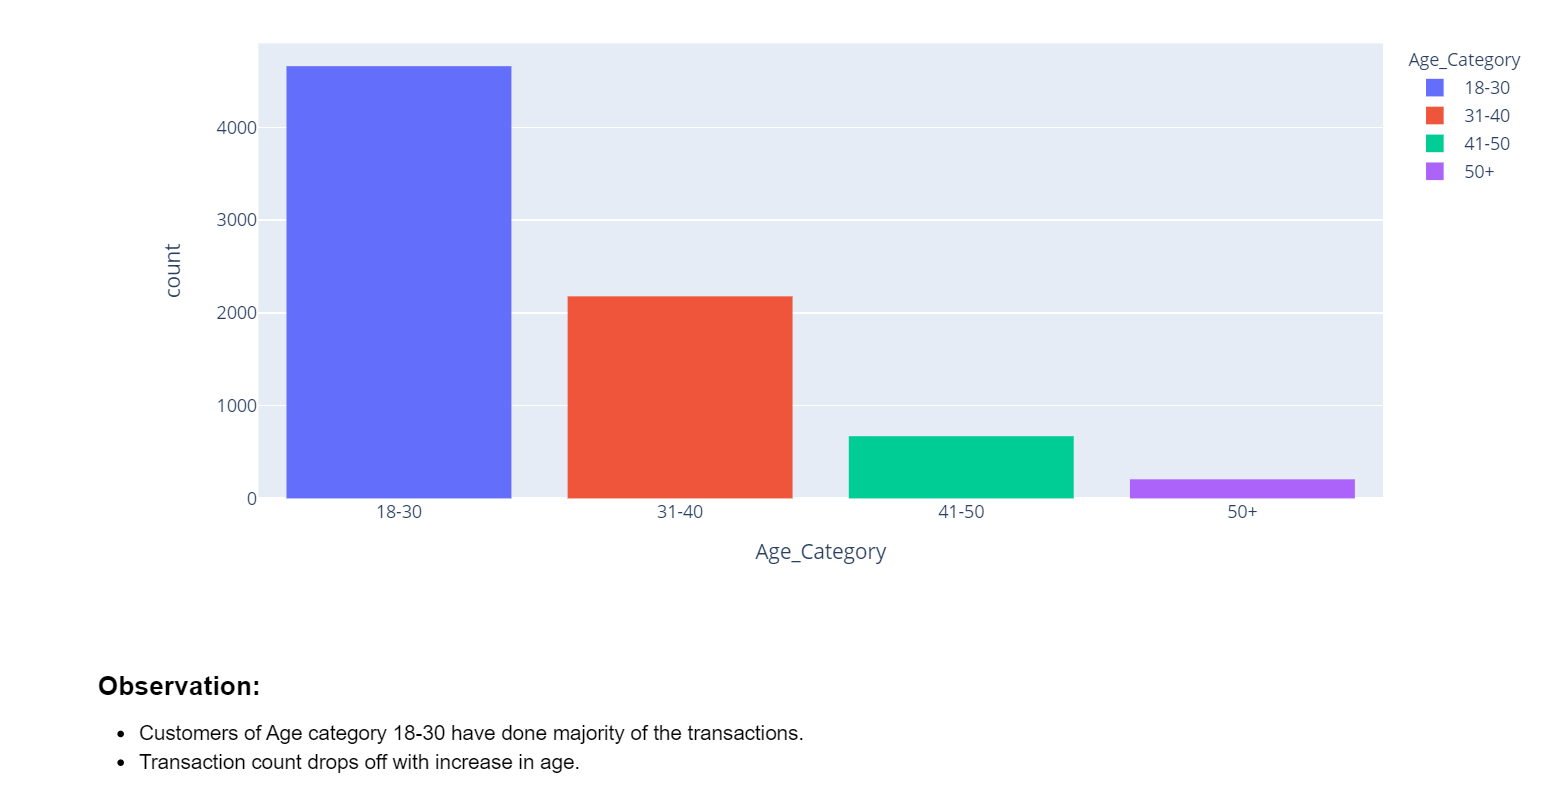 Age_Category
18-30
31-40
41-50
50+
4000
3000
2000
1000
0
count
18-30 31-40 41-50 50+
Age_Category
Observation:
• Customers of Age category 18-30 have done majority of the transactions.
• Transaction count drops off with increase in age.